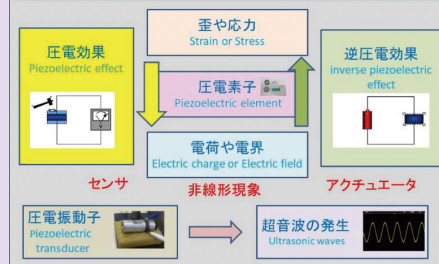 圧電効果
Piezoelectric effect
歪や応力
Strain or Stress
逆圧電効果
inverse piezoelectric
effect
圧電素子
Piezoelectric element
電荷や電界
Electric charge or Electric field
センサ
非線形現象
アクチュエータ
圧電振動子
Piezoelectric
transducer
超音波の発生
Ultrasonic waves